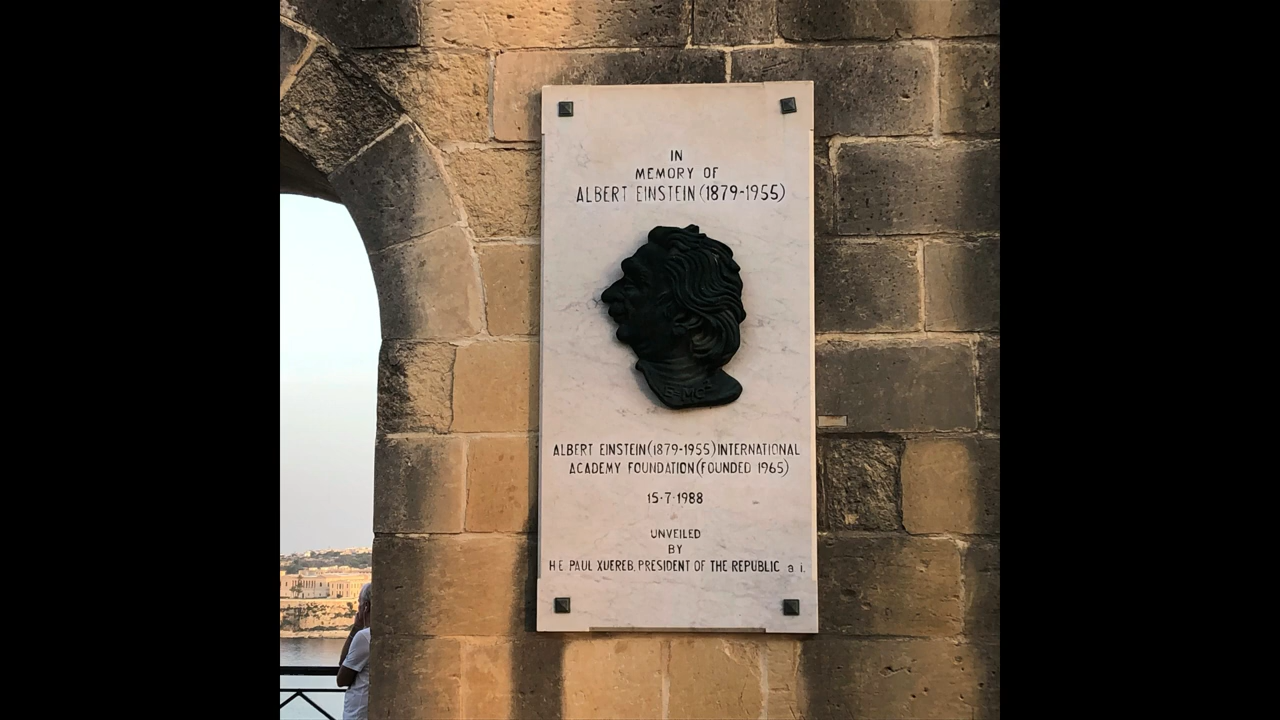 IN
MEMORY OF
ALBERT EINSTEIN (1879-1955)
E=MC²
ALBERT EINSTEIN (1879-1955) INTERNATIONAL
ACADEMY FOUNDATION (FOUNDED 1965)
15·7·1988
UNVEILED
BY
H E PAUL XUEREB, PRESIDENT OF THE REPUBLIC a i.